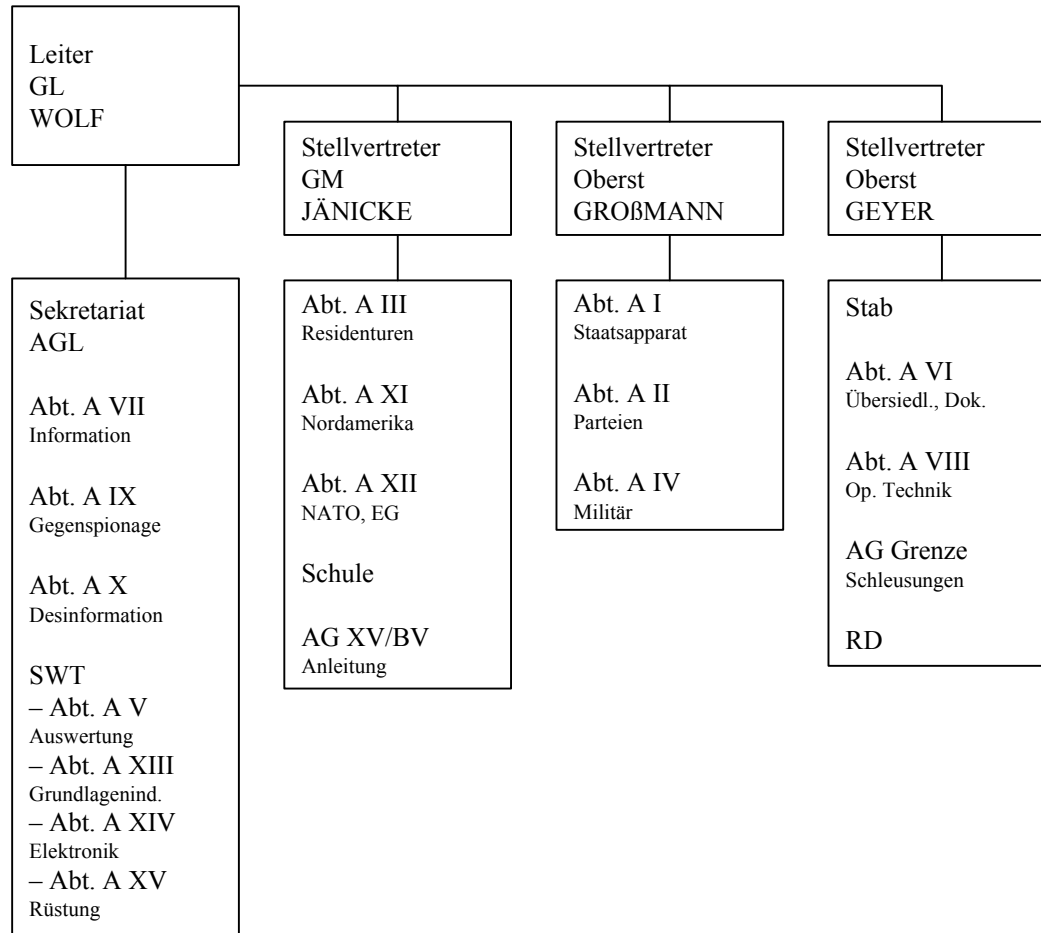 Leiter
GL
WOLF
Stellvertreter
GM
JÄNICKE
Stellvertreter
Oberst
GROßMANN
Stellvertreter
Oberst
GEYER
Sekretariat
AGL
Abt. A VII
Information
Abt. A IX
Gegenspionage
Abt. A X
Desinformation
SWT
– Abt. A V
Auswertung
– Abt. A XIII
Grundlagenind.
– Abt. A XIV
Elektronik
– Abt. A XV
Rüstung
Abt. A III
Residenturen
Abt. A XI
Nordamerika
Abt. A XII
NATO, EG
Schule
AG XV/BV
Anleitung
Abt. A I
Staatsapparat
Abt. A II
Parteien
Abt. A IV
Militär
Stab
Abt. A VI
Übersiedl., Dok.
Abt. A VIII
Op. Technik
AG Grenze
Schleusungen
RD